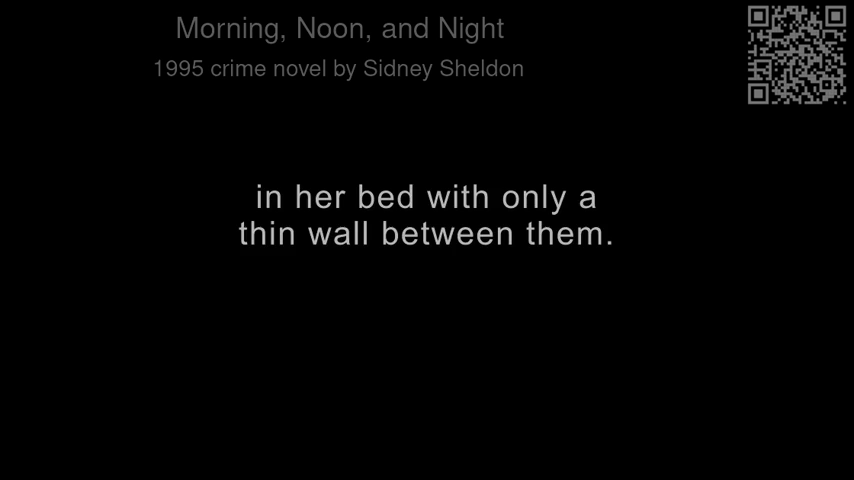 Morning, Noon, and Night
1995 crime novel by Sidney Sheldon
in her bed with only a
thin wall between them.